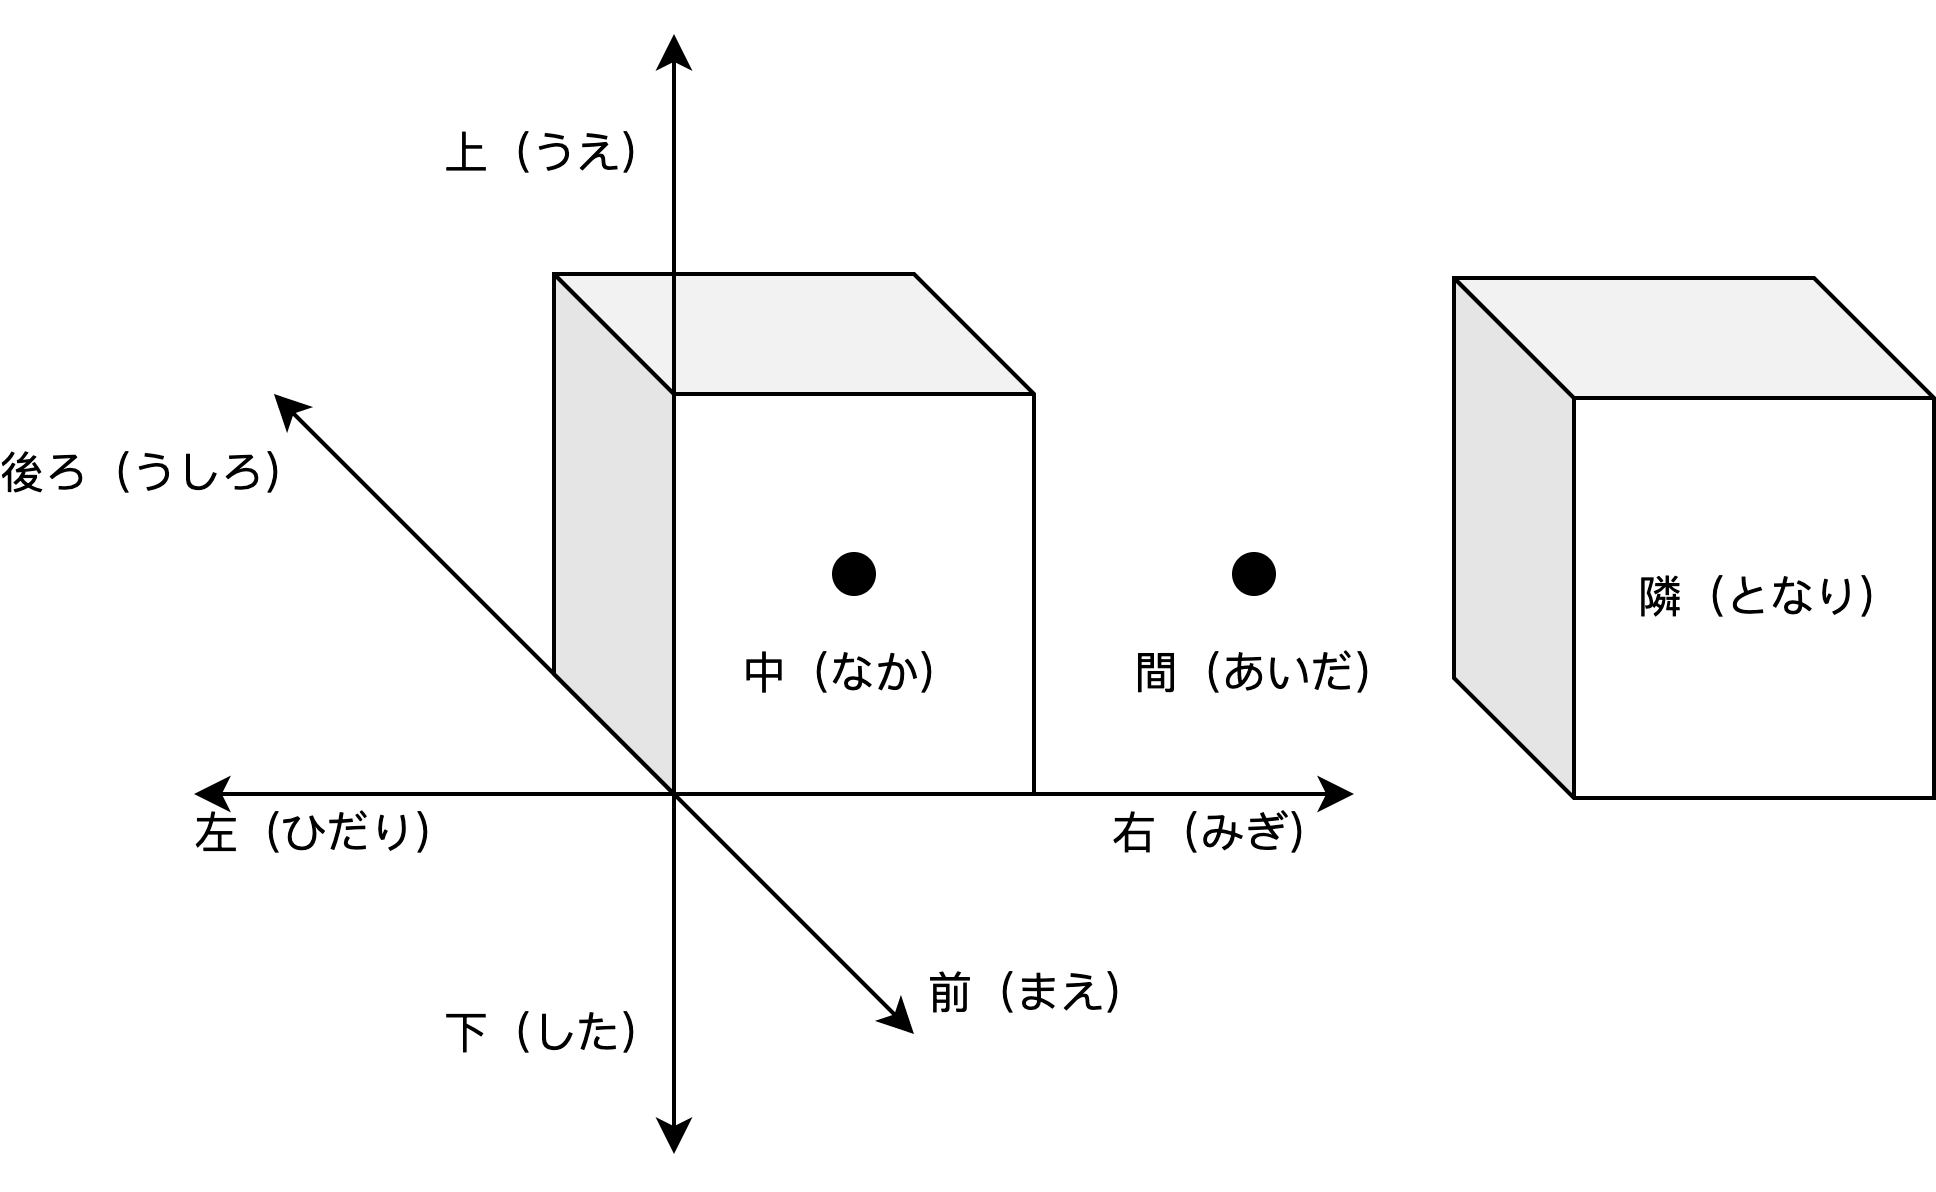 上（うえ）
後ろ（うしろ）
隣（となり）
中（なか）
間（あいだ）
左（ひだり）
右（みぎ）
前（まえ）
下（した）